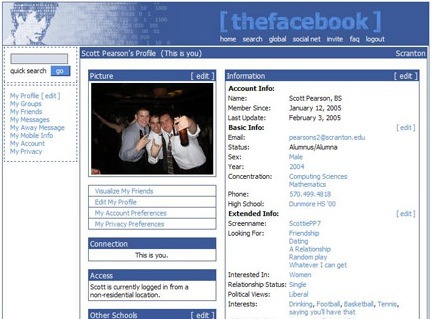 [ thefacebook ]
home search global social net invite faq logout
quick search go
My Profile [ edit ]
My Groups
My Friends
My Messages
My Away Message
My Mobile Info
My Account
My Privacy
Scott Pearson's Profile (This is you)
Scranton
Picture [ edit ]
Visualize My Friends
Edit My Profile
My Account Preferences
My Privacy Preferences
Connection
This is you.
Access
Scott is currently logged in from a
non-residential location.
Other Schools [ edit ]
Information [ edit ]
Account Info:
Name: Scott Pearson, BS
Member Since: January 12, 2005
Last Update: February 3, 2005
Basic Info: [ edit ]
Email: pearsons2@scranton.edu
Status: Alumnus/Alumna
Sex: Male
Year: 2004
Concentration: Computing Sciences
Mathematics
Phone: 570.499.4818
High School: Dunmore HS '00
Extended Info: [ edit ]
Screenname: ScottiePP7
Looking For: Friendship
Dating
A Relationship
Random play
Whatever I can get
Interested In: Women
Relationship Status: Single
Political Views: Liberal
Interests: Drinking, Football, Basketball, Tennis,
saying you'll have that